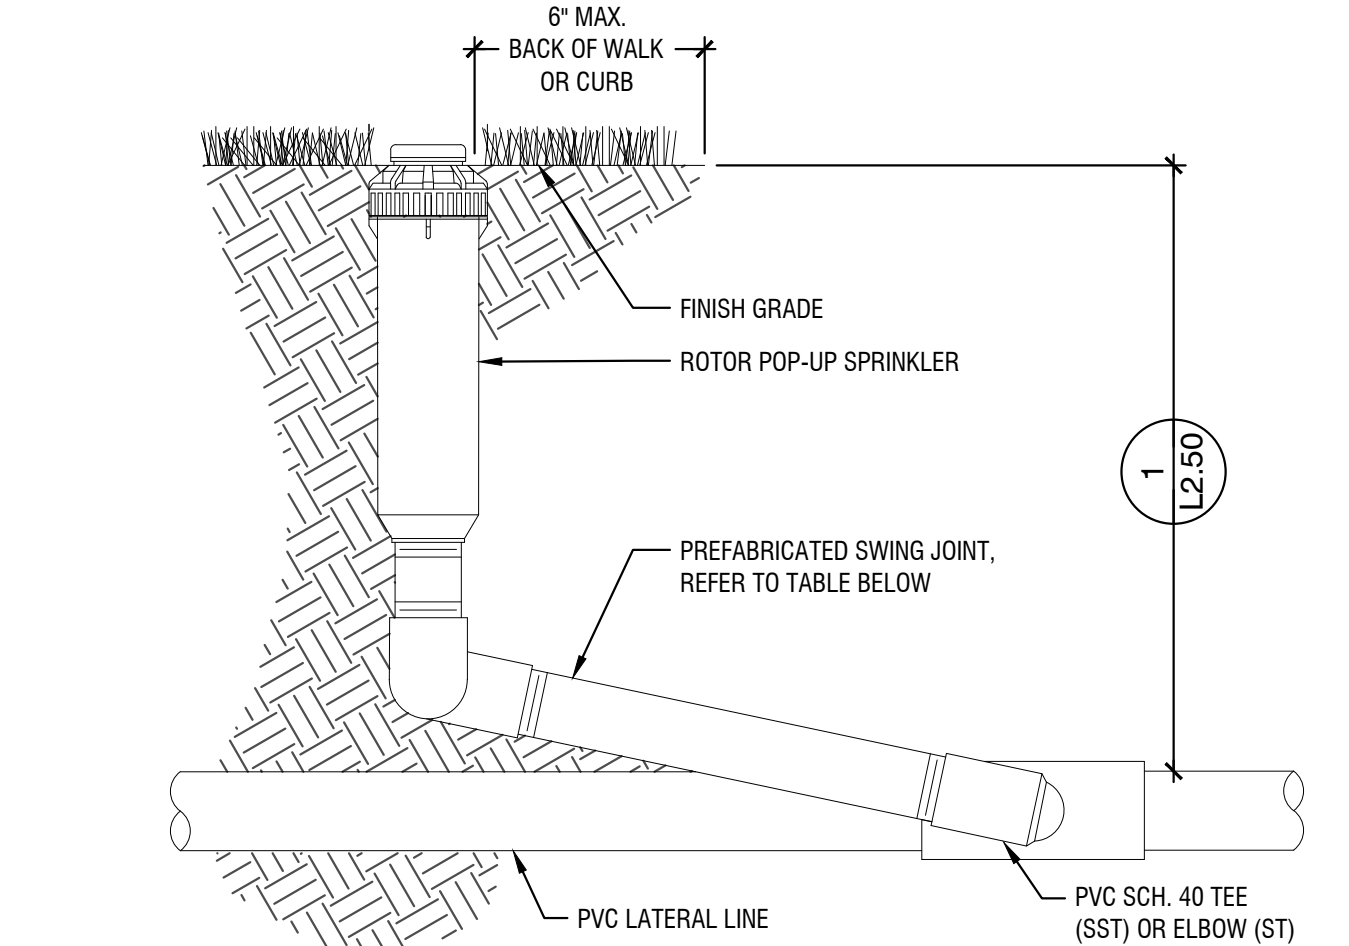 6" MAX.
BACK OF WALK
OR CURB
FINISH GRADE
ROTOR POP-UP SPRINKLER
1
L2.50
PREFABRICATED SWING JOINT,
REFER TO TABLE BELOW
PVC SCH. 40 TEE
(SST) OR ELBOW (ST)
PVC LATERAL LINE